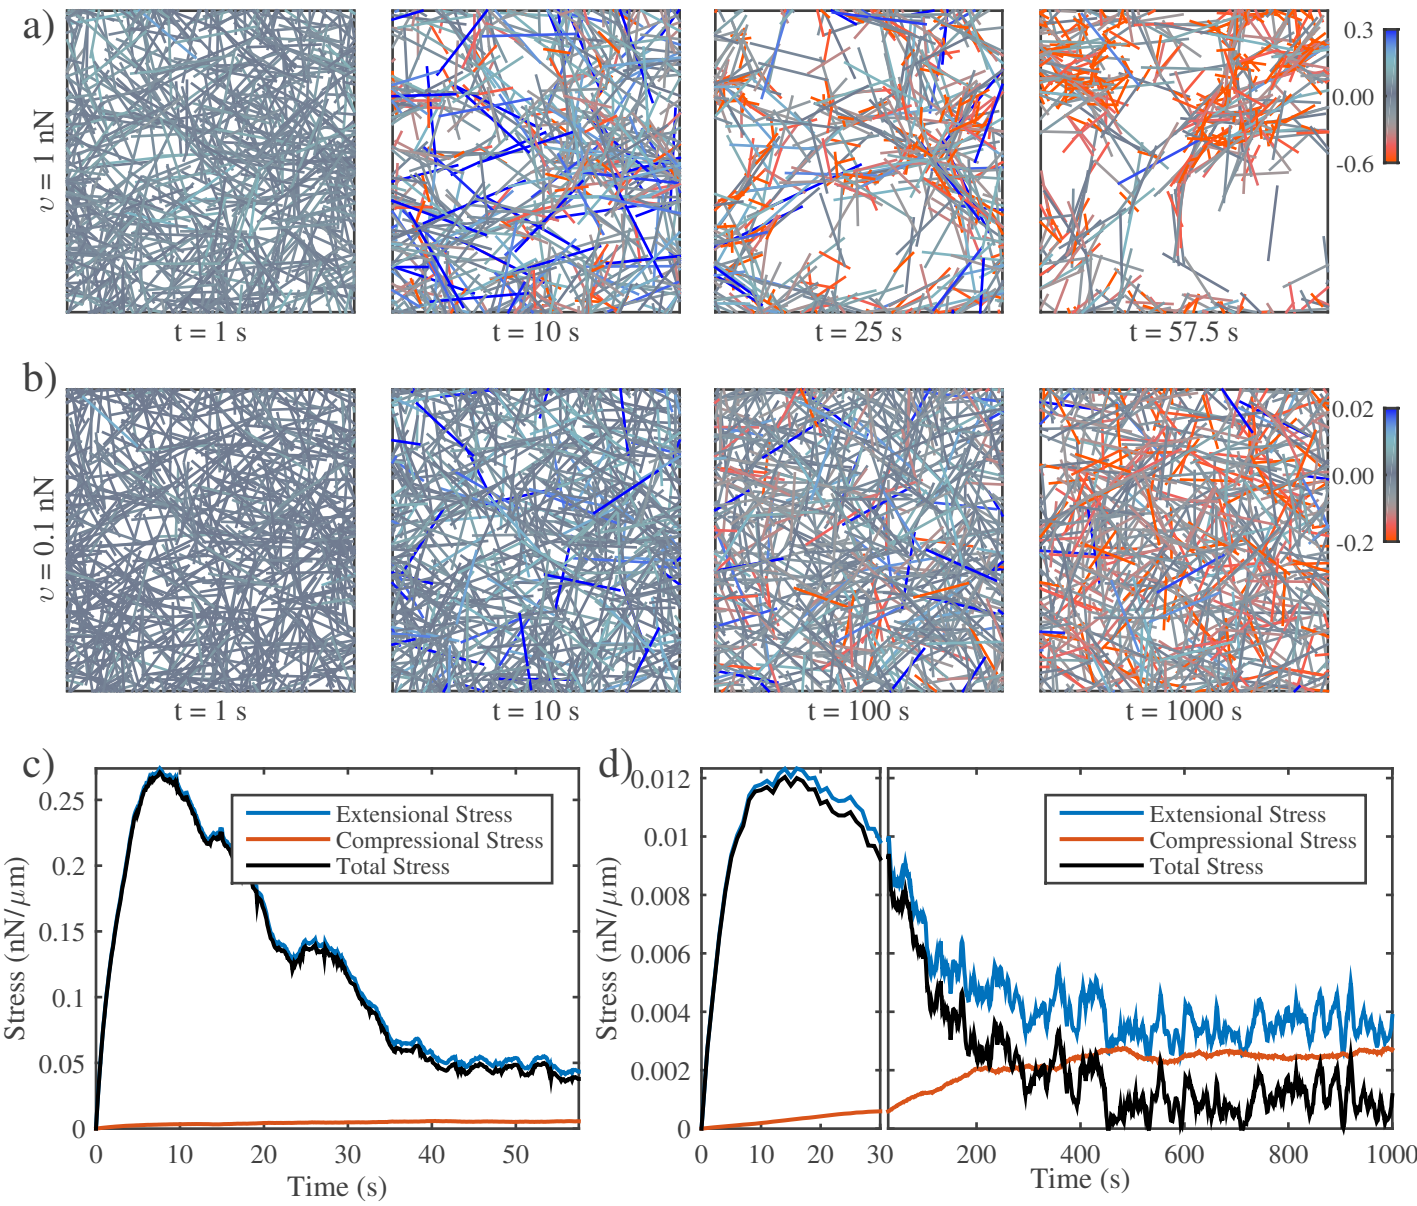 a)
υ = 1 nN
0.3
0.00
-0.6
t = 1 s
t = 10 s
t = 25 s
t = 57.5 s
b)
υ = 0.1 nN
0.02
0.00
-0.2
t = 1 s
t = 10 s
t = 100 s
t = 1000 s
c)
Stress (nN/μm)
0.25
0.2
0.15
0.1
0.05
0
Extensional Stress
Compressional Stress
Total Stress
0 10 20 30 40 50
Time (s)
d)
Stress (nN/μm)
0.012
0.01
0.008
0.006
0.004
0.002
0
Extensional Stress
Compressional Stress
Total Stress
0 10 20 30 200 400 600 800 1000
Time (s)